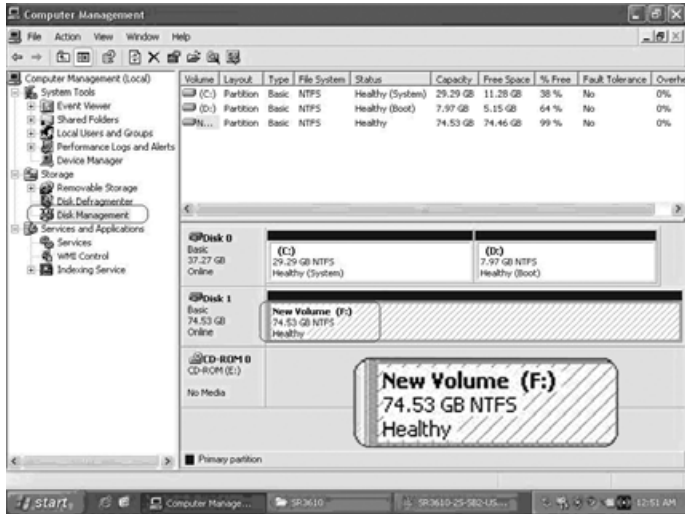 Computer Management
File Action View Window Help
Computer Management (Local)
System Tools
Event Viewer
Shared Folders
Local Users and Groups
Performance Logs and Alerts
Device Manager
Storage
Removable Storage
Disk Defragmenter
Disk Management
Services and Applications
Services
WMI Control
Indexing Service
Volume Layout Type File System Status Capacity Free Space % Free Fault Tolerance Overhe
(C:) Partition Basic NTFS Healthy (System) 29.29 GB 11.28 GB 38 % No 0%
(D:) Partition Basic NTFS Healthy (Boot) 7.97 GB 5.15 GB 64 % No 0%
N... Partition Basic NTFS Healthy 74.53 GB 74.46 GB 99 % No 0%
Disk 0
Basic
37.27 GB
Online
(C:)
29.29 GB NTFS
Healthy (System)
(D:)
7.97 GB NTFS
Healthy (Boot)
Disk 1
Basic
74.53 GB
Online
New Volume (F:)
74.53 GB NTFS
Healthy
CD-ROM 0
CD-ROM (E:)
No Media
New Volume (F:)
74.53 GB NTFS
Healthy
Primary partition
start
Computer Manage...
SR3610
SR3610-2S-SB2-US...
12:51 AM